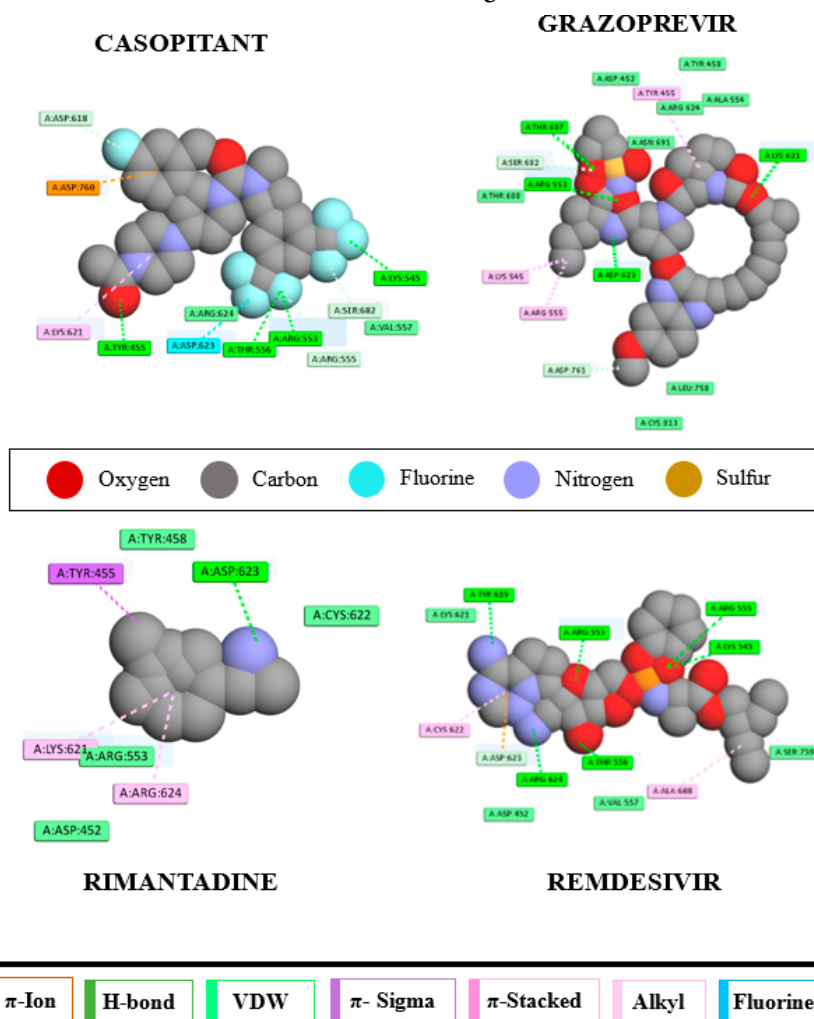 CASOPITANT
A:ASP:618
A:ASP:760
A:LYS:545
A:ARG:624
A:SER:682
A:LYS:621
A:TYR:455
A:ASP:623
A:THR:556
A:ARG:553
A:VAL:557
A:ARG:555
GRAZOPREVIR
A:TYR:458
A:ASP:452
A:TYR:455
A:ARG:624
A:ALA:554
A:THR:687
A:ASN:691
A:LYS:621
A:SER:682
A:ARG:553
A:THR:688
A:LYS:545
A:ASP:623
A:ARG:555
A:ASP:761
A:LEU:758
A:CYS:813
Oxygen Carbon Fluorine Nitrogen Sulfur
A:TYR:458
A:TYR:455
A:ASP:623
A:CYS:622
A:LYS:621
A:ARG:553
A:ARG:624
A:ASP:452
RIMANTADINE
A:TYR:619
A:LYS:621
A:ARG:553
A:ARG:555
A:LYS:545
A:CYS:622
A:ASP:623
A:ARG:624
A:THR:556
A:SER:759
A:ASP:452
A:VAL:557
A:ALA:688
REMDESIVIR
π-Ion H-bond VDW π- Sigma π-Stacked Alkyl Fluorine